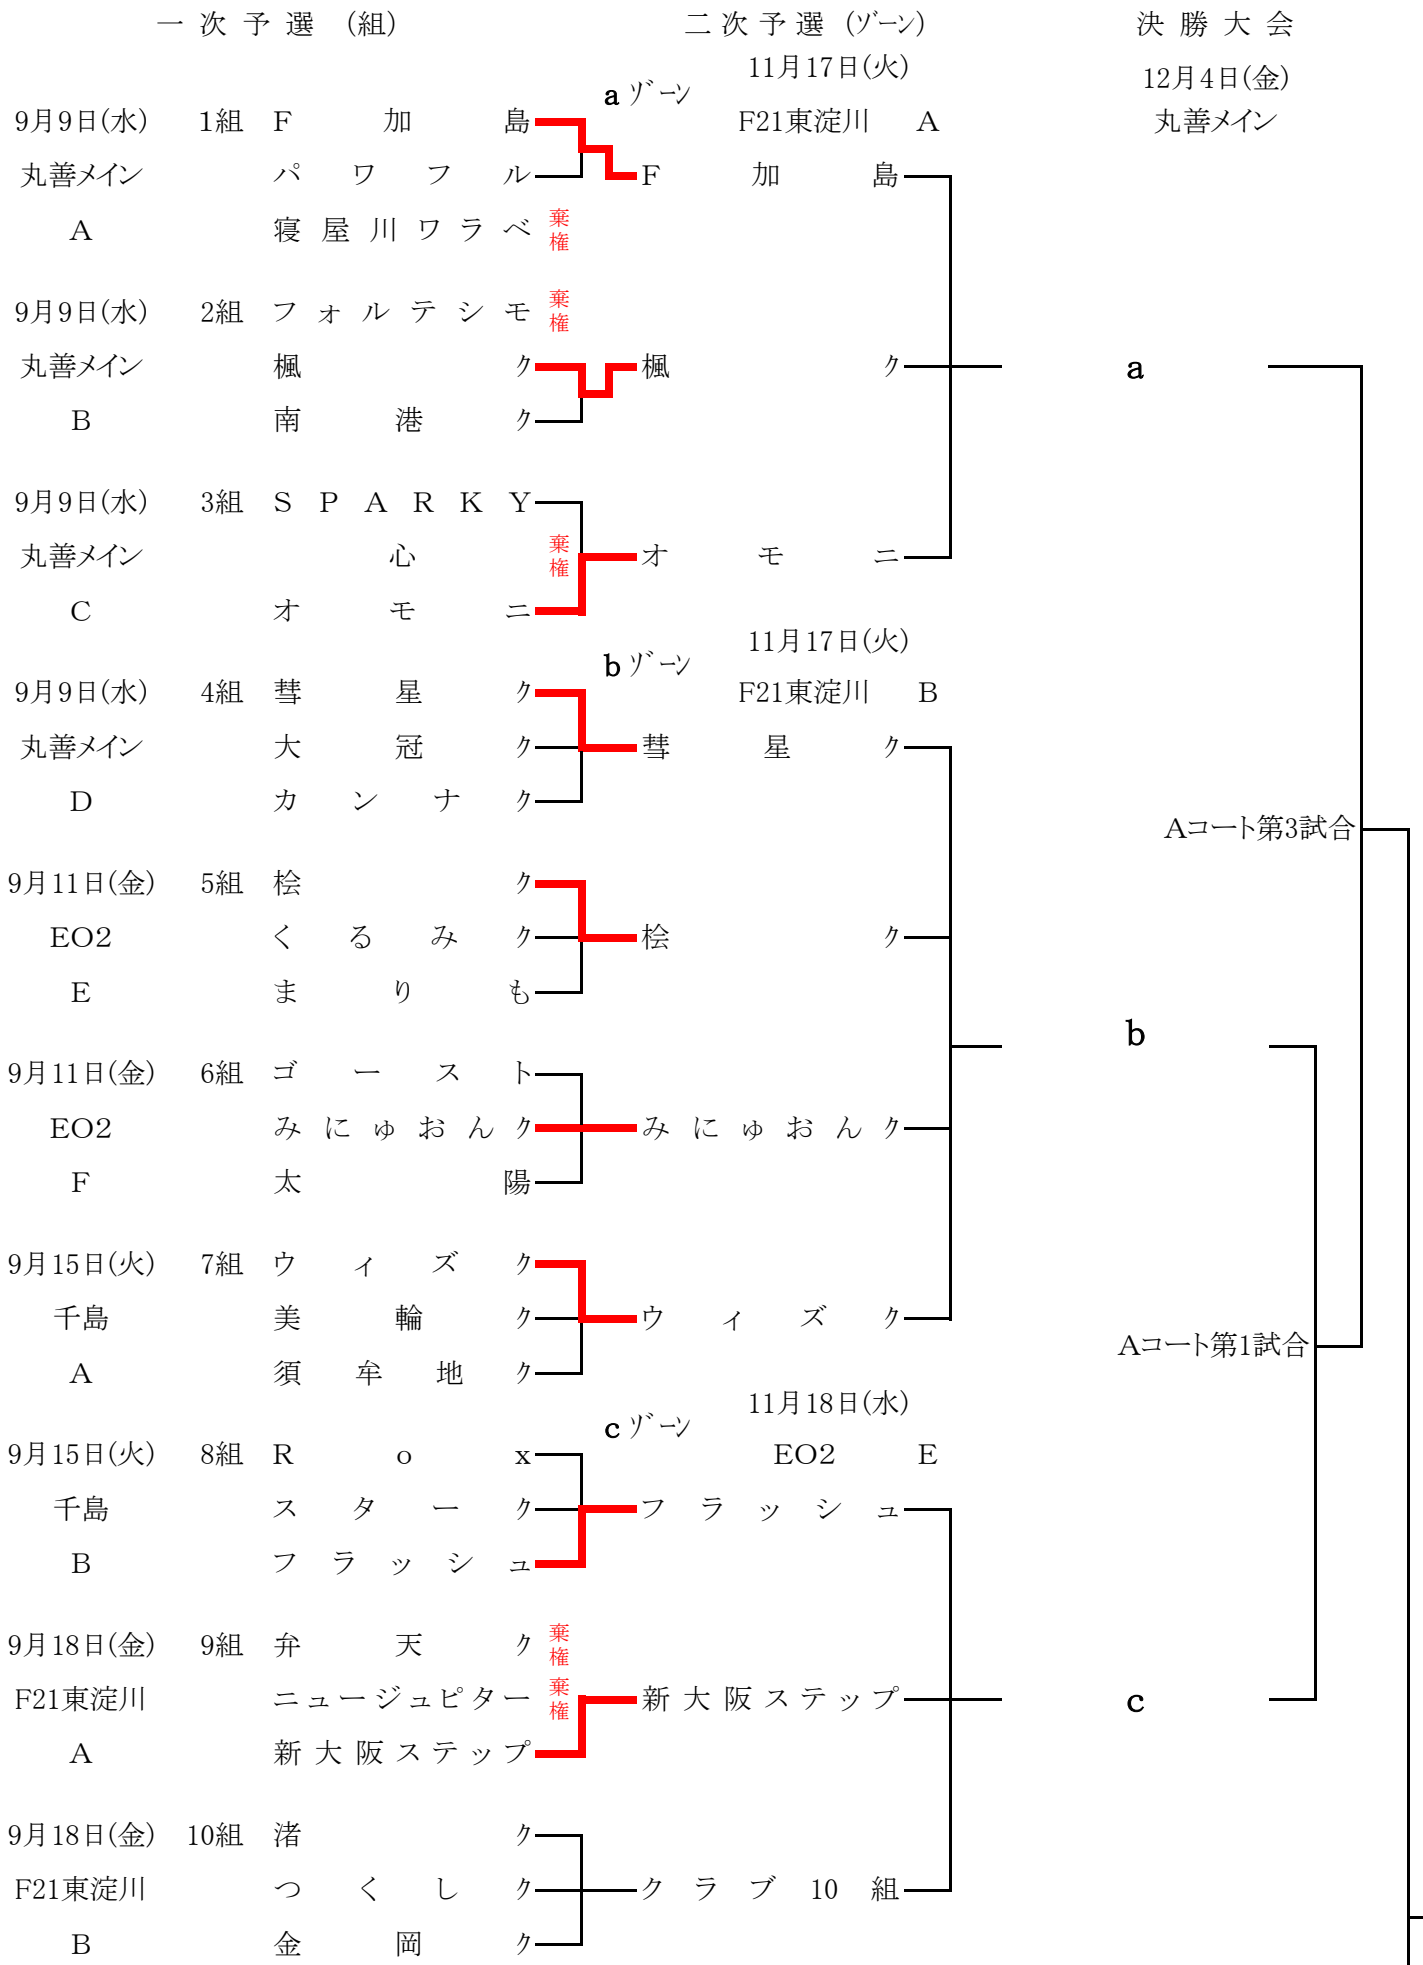 一次予選 (組) 二次予選 (ゾーン) 決勝大会
11月17日(火) 12月4日(金)
aゾーン
9月9日(水) 1組 F加島 F21東淀川 A 丸善メイン
丸善メイン パワフル F加島
A 寝屋川ワラベ 棄権
9月9日(水) 2組 フォルテシモ 棄権
丸善メイン 楓ク 楓ク a
B 南港ク
9月9日(水) 3組 SPARKY
丸善メイン 心 棄権 オモニ
C オモニ
11月17日(火)
bゾーン
9月9日(水) 4組 彗星ク F21東淀川 B
丸善メイン 大冠ク 彗星ク
D カンナク
Aコート第3試合
9月11日(金) 5組 桧ク
EO2 くるみク 桧ク
E まりも
b
9月11日(金) 6組 ゴースト
EO2 みにゅおんク みにゅおんク
F 太陽
9月15日(火) 7組 ウィズク
千島 美輪ク ウィズク
Aコート第1試合
A 須牟地ク
11月18日(水)
cゾーン
9月15日(火) 8組 Rox EO2 E
千島 スターク フラッシュ
B フラッシュ
9月18日(金) 9組 弁天ク 棄権
F21東淀川 ニュージュピター 棄権 新大阪ステップ c
A 新大阪ステップ
9月18日(金) 10組 渚ク
F21東淀川 つくしク クラブ10組
B 金岡ク